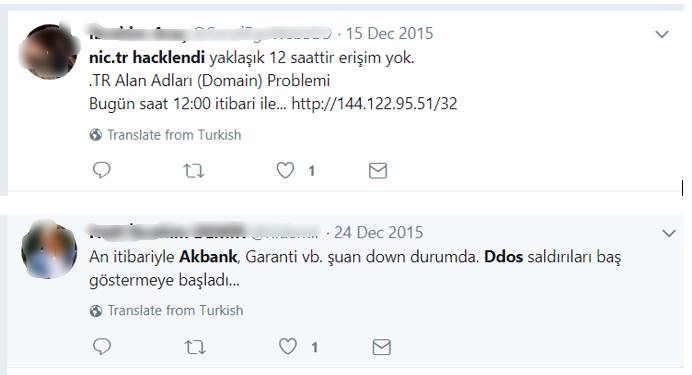 · 15 Dec 2015
nic.tr hacklendi yaklaşık 12 saattir erişim yok.
.TR Alan Adları (Domain) Problemi
Bugün saat 12:00 itibari ile... http://144.122.95.51/32
Translate from Turkish
1
· 24 Dec 2015
An itibariyle Akbank, Garanti vb. şuan down durumda. Ddos saldırıları baş
göstermeye başladı...
Translate from Turkish
1